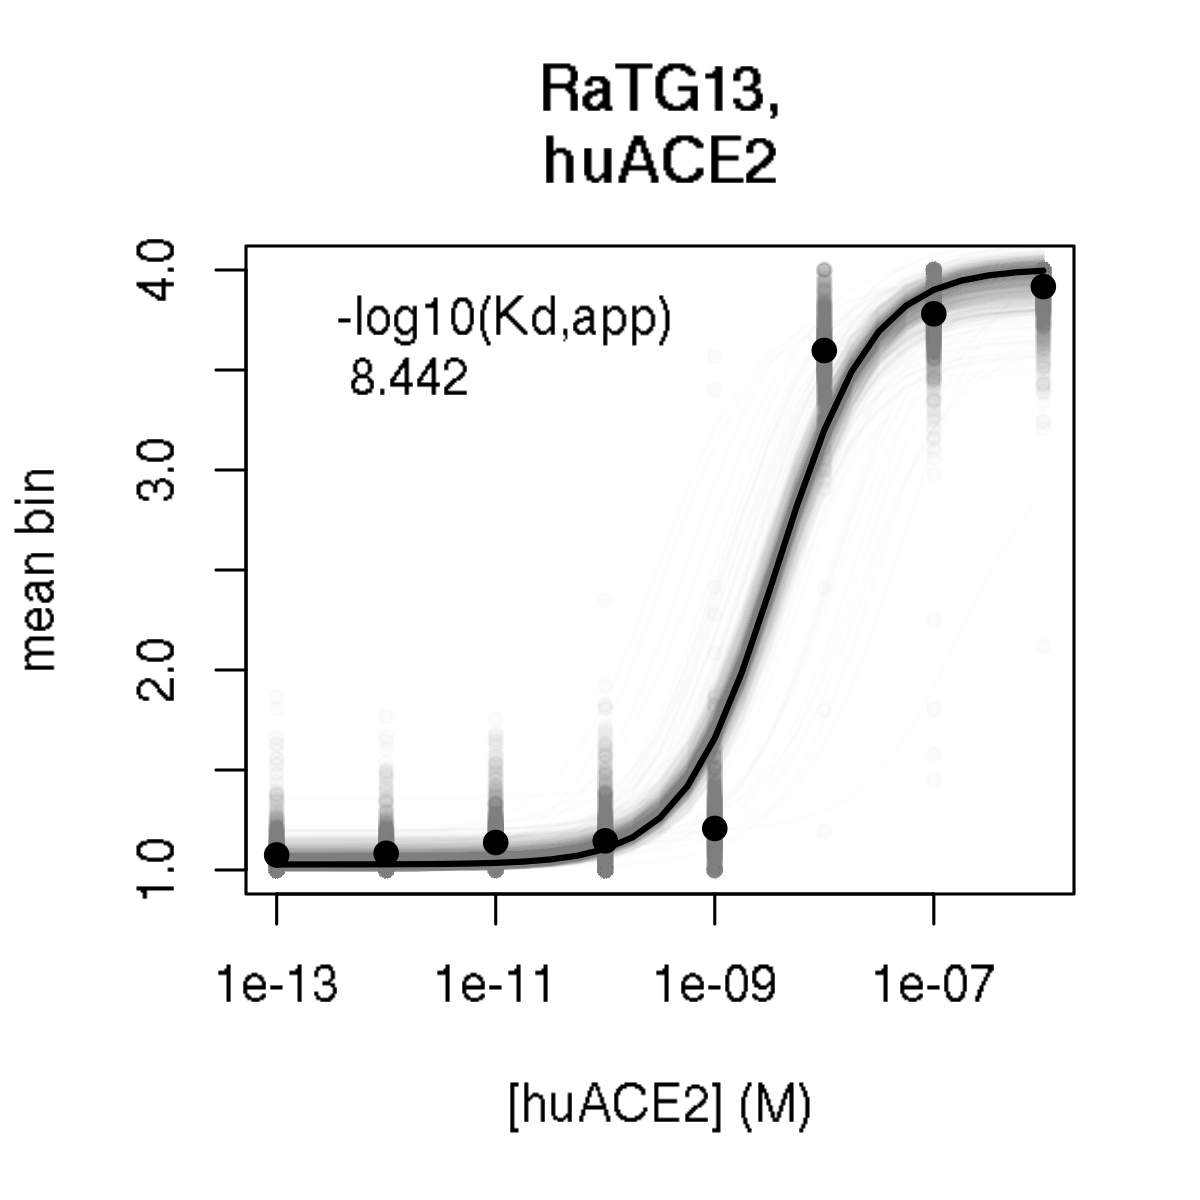 RaTG13,
huACE2
-log10(Kd,app)
8.442
mean bin
4.0
3.0
2.0
1.0
1e-13
1e-11
1e-09
1e-07
[huACE2] (M)